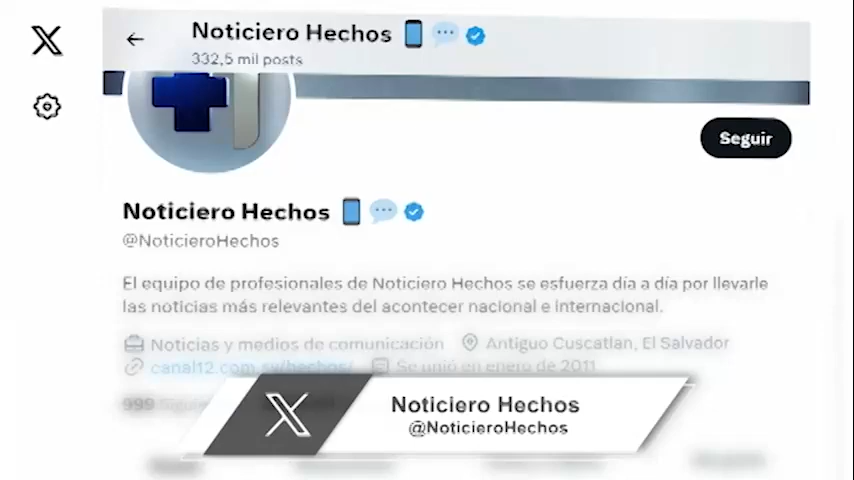 Noticiero Hechos
332,5 mil posts
Seguir
Noticiero Hechos
@NoticieroHechos
El equipo de profesionales de Noticiero Hechos se esfuerza día a día por llevarle
las noticias más relevantes del acontecer nacional e internacional.
Noticias y medios de comunicación Antiguo Cuscatlan, El Salvador
canal12.com.sv/hechos/ Se unió en enero de 2011
999
Noticiero Hechos
@NoticieroHechos